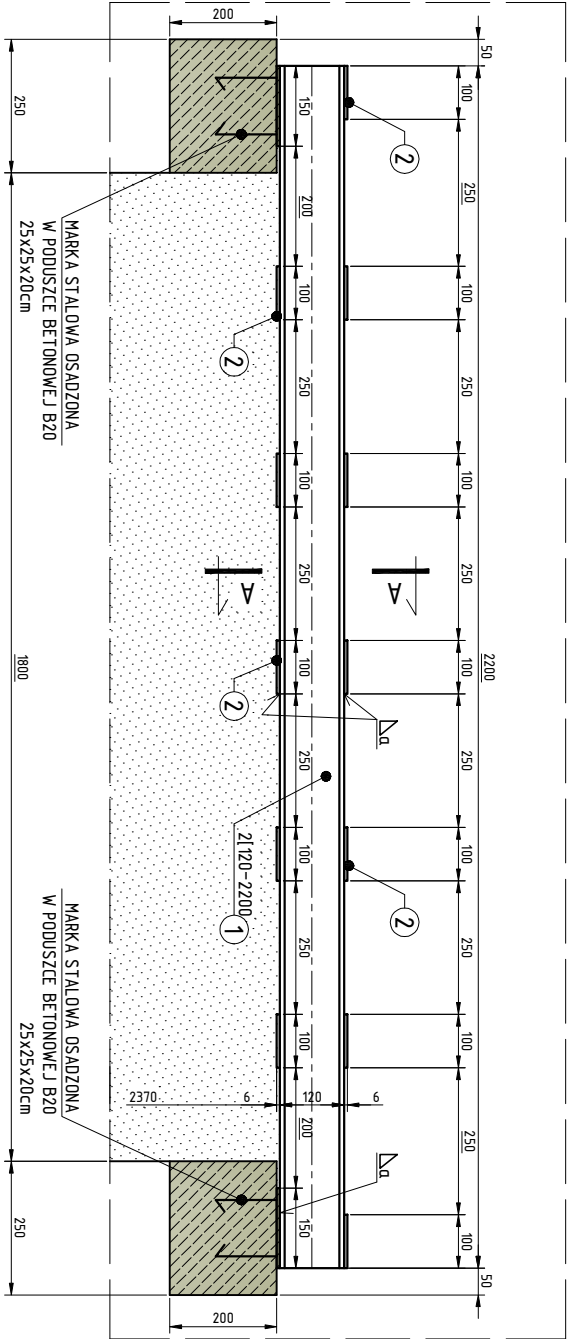 50 2200 50
100 250 100 250 100 250 100 250 100 250 100 250 100
2 2
A
a a
6
120
6
2370
150 200 100 250 100 250 100 250 100 250 100 200 150
A
2[120-2200
2 2 1
200 200
MARKA STALOWA OSADZONA
W PODUSZCE BETONOWEJ B20
25x25x20cm
MARKA STALOWA OSADZONA
W PODUSZCE BETONOWEJ B20
25x25x20cm
250 1800 250